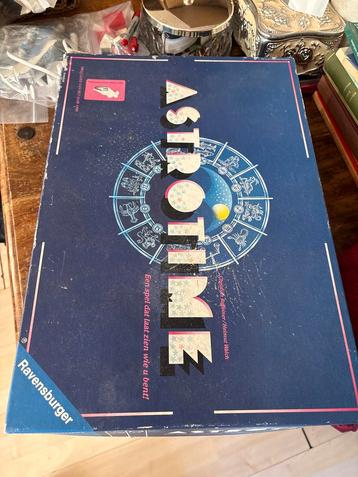 ASTROTIME
Een spel dat laat zien wie u bent!
Ravensburger